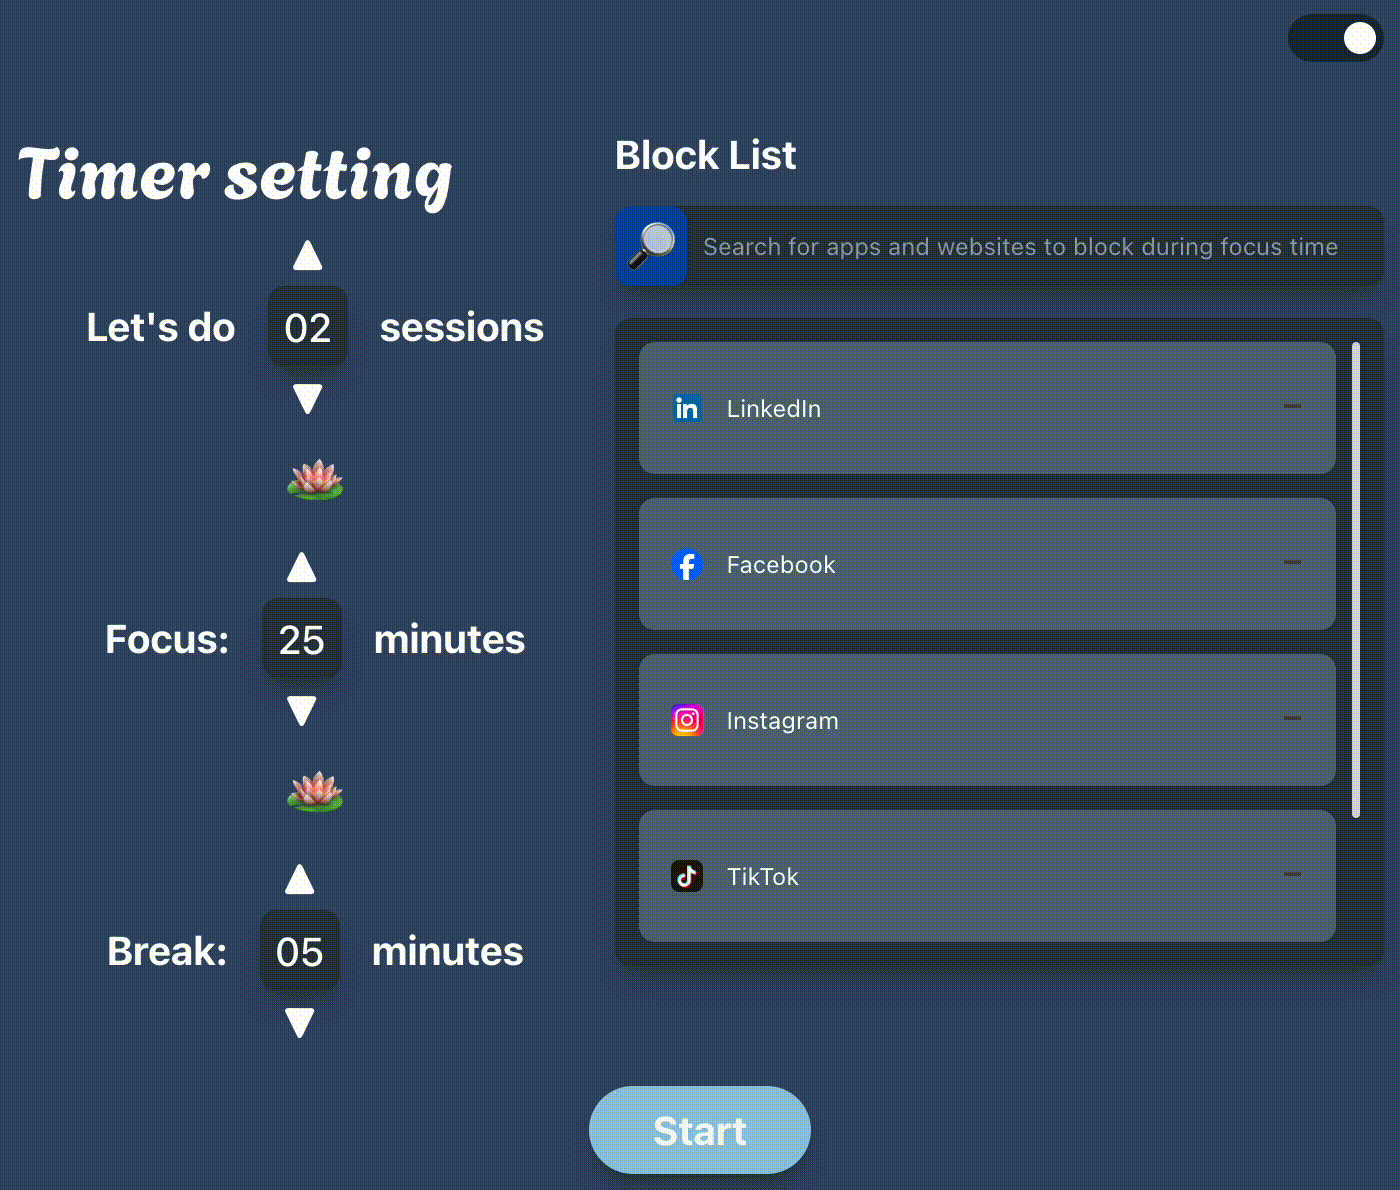 Timer setting
Let's do 02 sessions
Focus: 25 minutes
Break: 05 minutes
Block List
Search for apps and websites to block during focus time
in LinkedIn
Facebook
Instagram
TikTok
Start